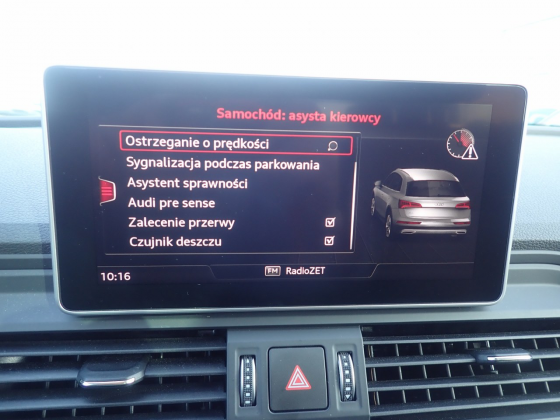 Samochód: asysta kierowcy
Ostrzeganie o prędkości
Sygnalizacja podczas parkowania
Asystent sprawności
Audi pre sense
Zalecenie przerwy
Czujnik deszczu
10:16
FM RadioZET